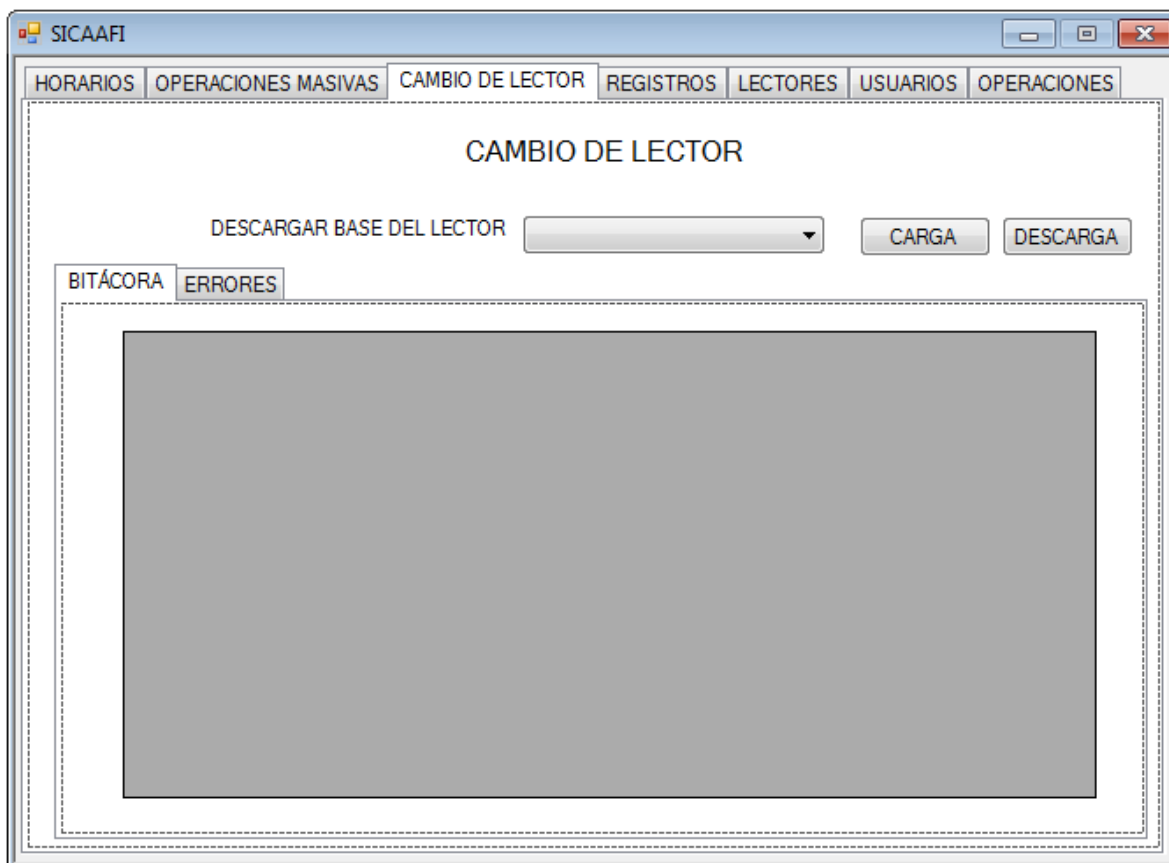 SICAAFI
HORARIOS OPERACIONES MASIVAS CAMBIO DE LECTOR REGISTROS LECTORES USUARIOS OPERACIONES
CAMBIO DE LECTOR
DESCARGAR BASE DEL LECTOR CARGA DESCARGA
BITÁCORA ERRORES